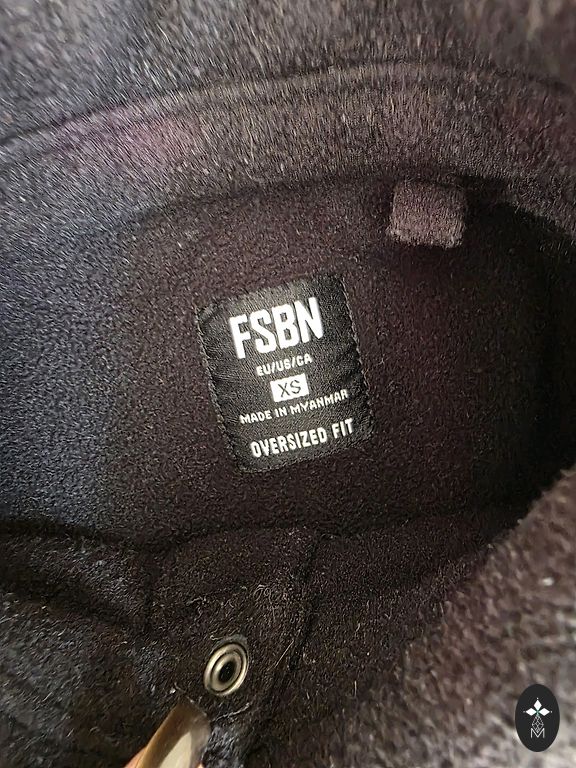 FSBN
EU/US/CA
XS
MADE IN MYANMAR
OVERSIZED FIT
M